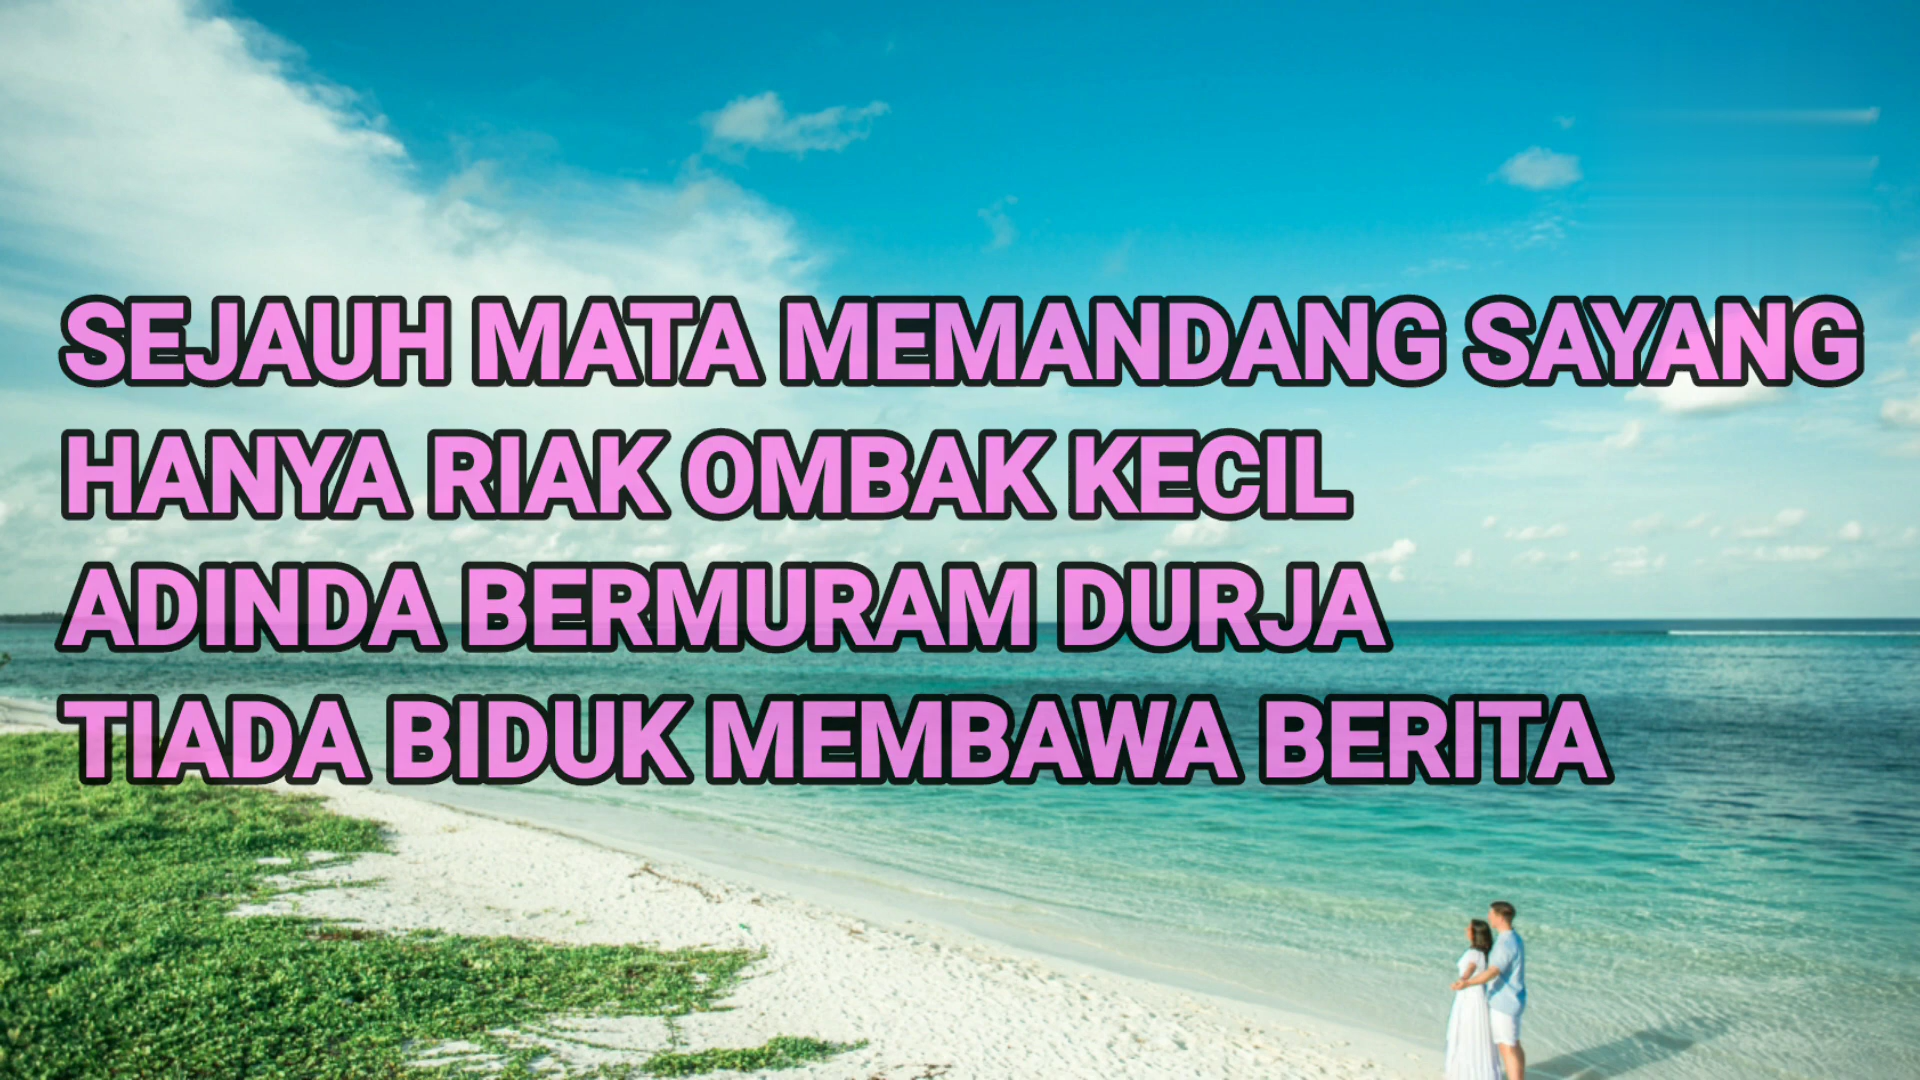 SEJAUH MATA MEMANDANG SAYANG
HANYA RIAK OMBAK KECIL
ADINDA BERMURAM DURJA
TIADA BIDUK MEMBAWA BERITA